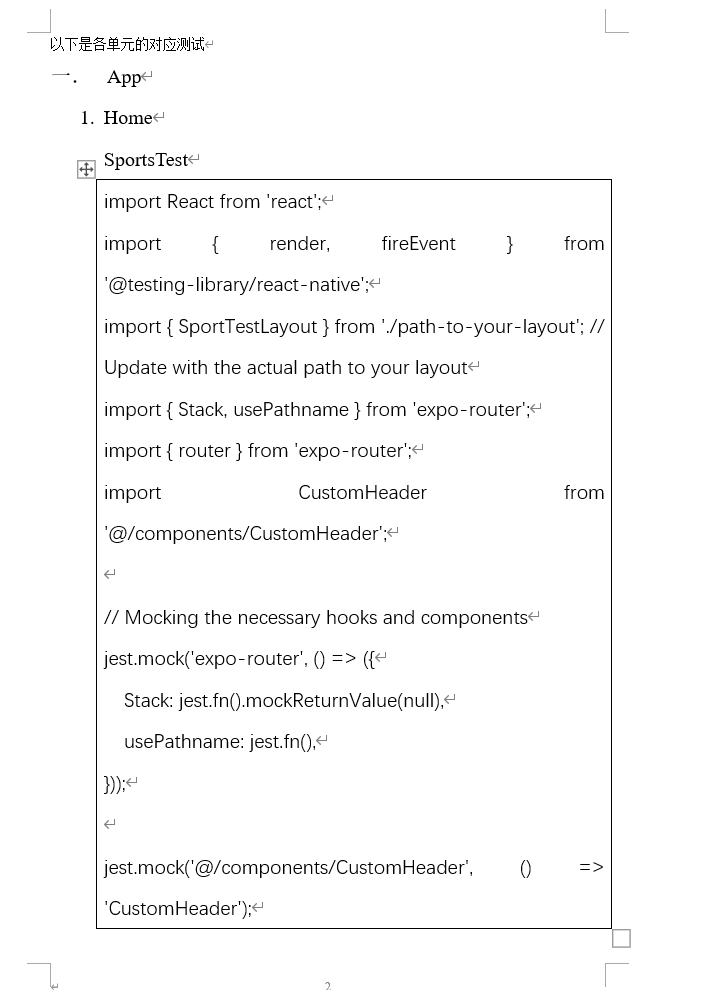 以下是各单元的对应测试
一. App
1. Home
SportsTest
import React from 'react';
import { render, fireEvent } from
'@testing-library/react-native';
import { SportTestLayout } from './path-to-your-layout'; //
Update with the actual path to your layout
import { Stack, usePathname } from 'expo-router';
import { router } from 'expo-router';
import CustomHeader from
'@/components/CustomHeader';
// Mocking the necessary hooks and components
jest.mock('expo-router', () => ({
Stack: jest.fn().mockReturnValue(null),
usePathname: jest.fn(),
}));
jest.mock('@/components/CustomHeader', () =>
'CustomHeader');
2